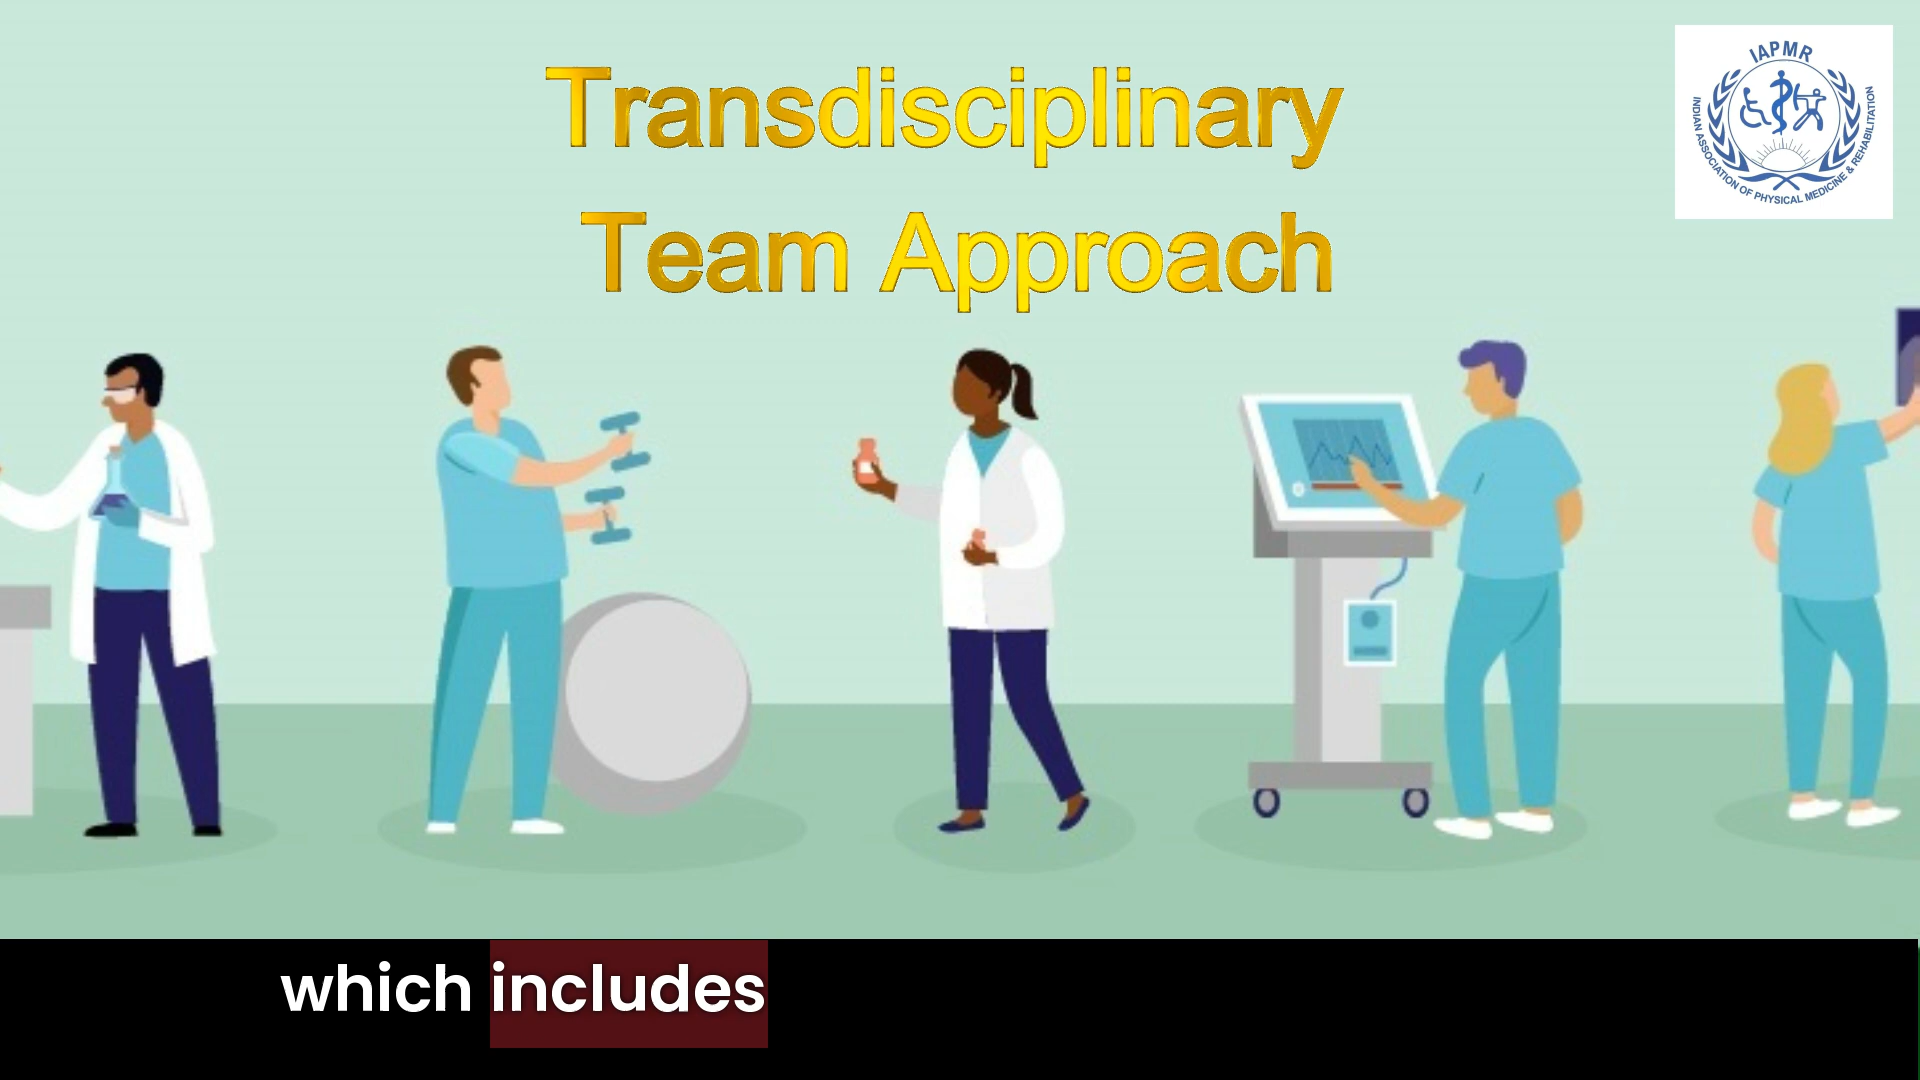 Transdisciplinary
Team Approach
IAPMR
INDIAN ASSOCIATION OF PHYSICAL MEDICINE & REHABILITATION
which includes